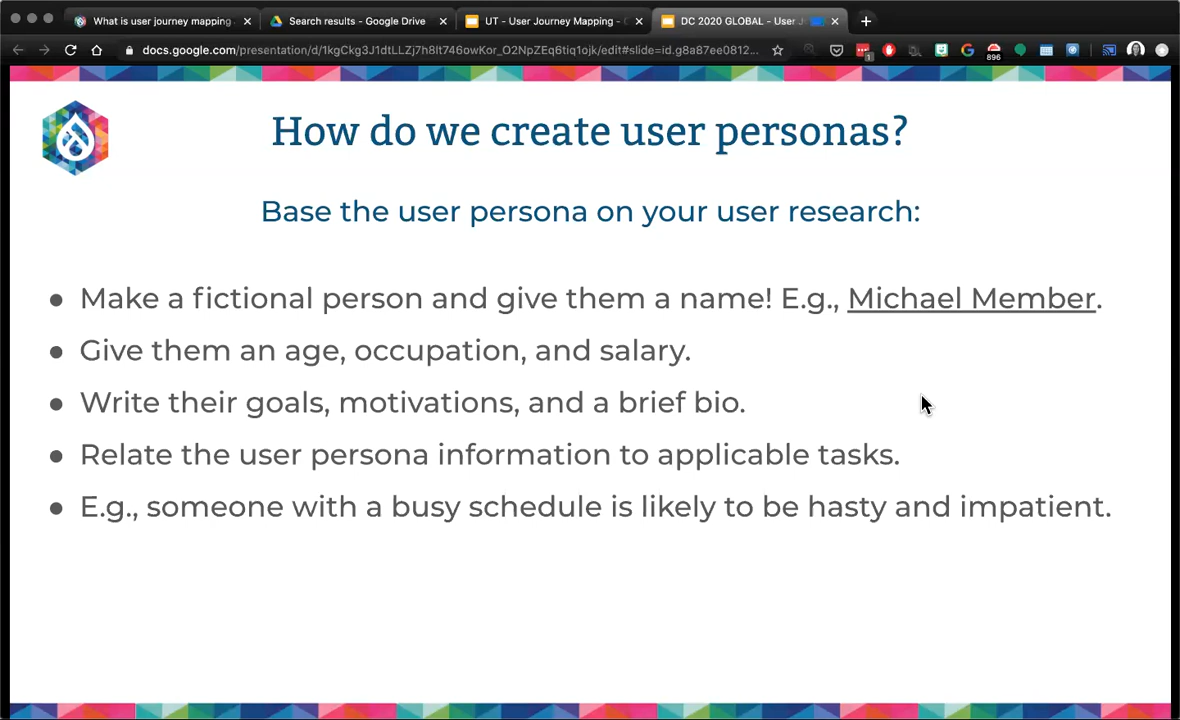 What is user journey mapping
Search results - Google Drive
UT - User Journey Mapping -
DC 2020 GLOBAL - User
docs.google.com/presentation/d/1kgCkg3J1dtLLZj7h8lt746owKor_O2NpZEq6tiq1ojk/edit#slide=id.g8a87ee0812...
1
896
How do we create user personas?
Base the user persona on your user research:
● Make a fictional person and give them a name! E.g., Michael Member.
● Give them an age, occupation, and salary.
● Write their goals, motivations, and a brief bio.
● Relate the user persona information to applicable tasks.
● E.g., someone with a busy schedule is likely to be hasty and impatient.